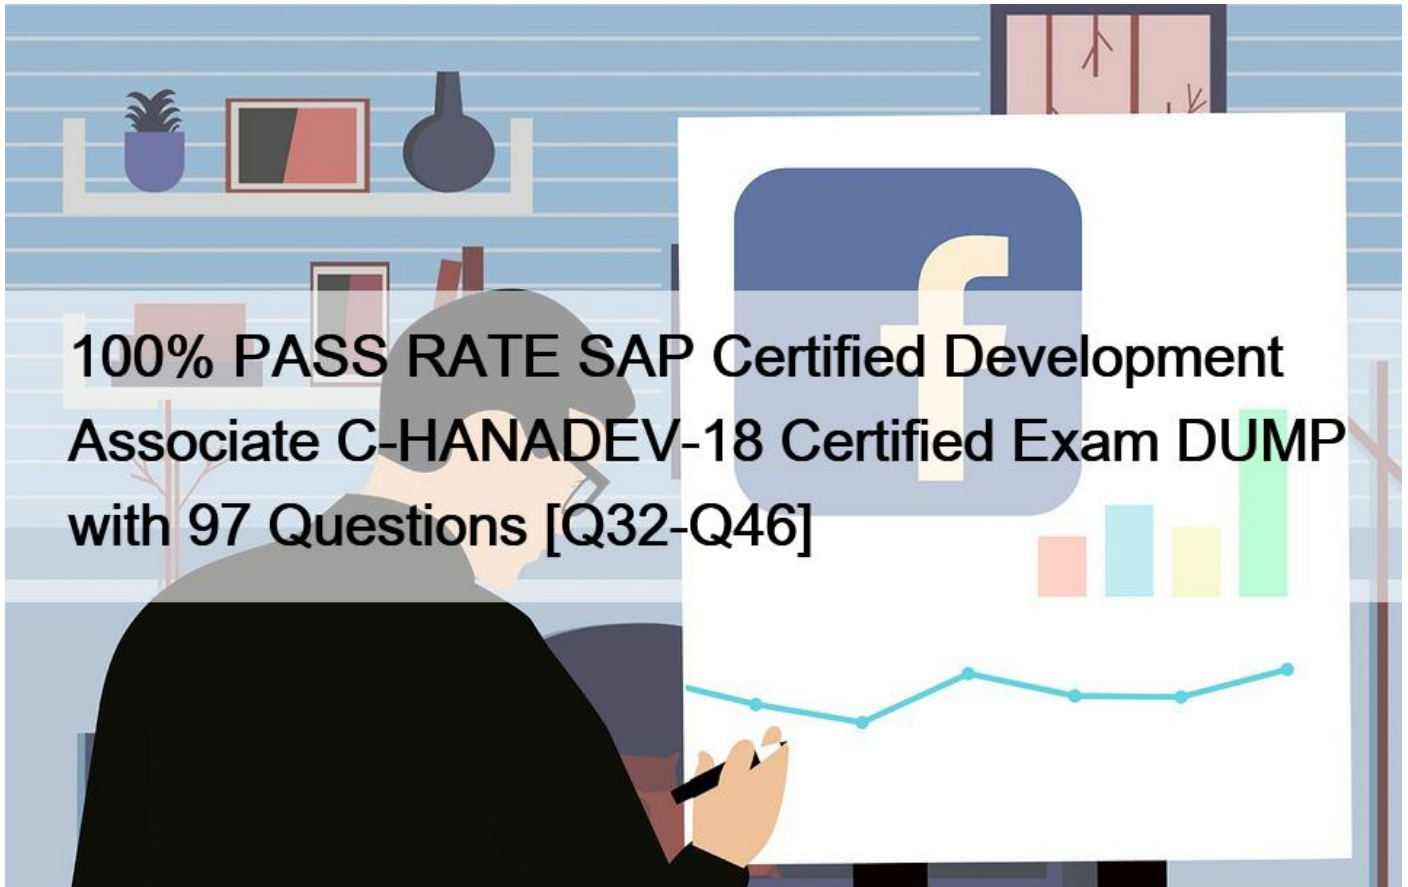 100% PASS RATE SAP Certified Development
Associate C-HANADEV-18 Certified Exam DUMP
with 97 Questions [Q32-Q46]